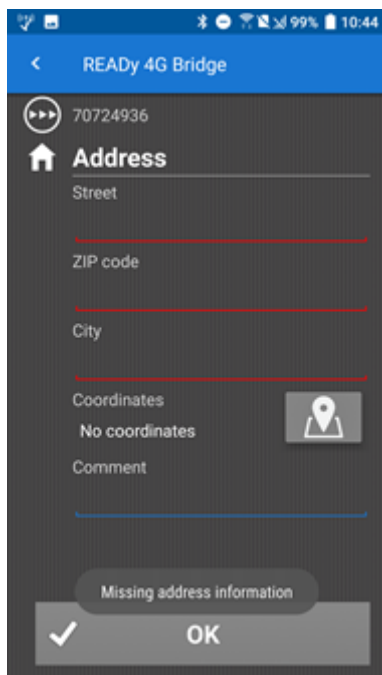 99% 10:44
READy 4G Bridge
70724936
Address
Street
ZIP code
City
Coordinates
No coordinates
Comment
Missing address information
OK